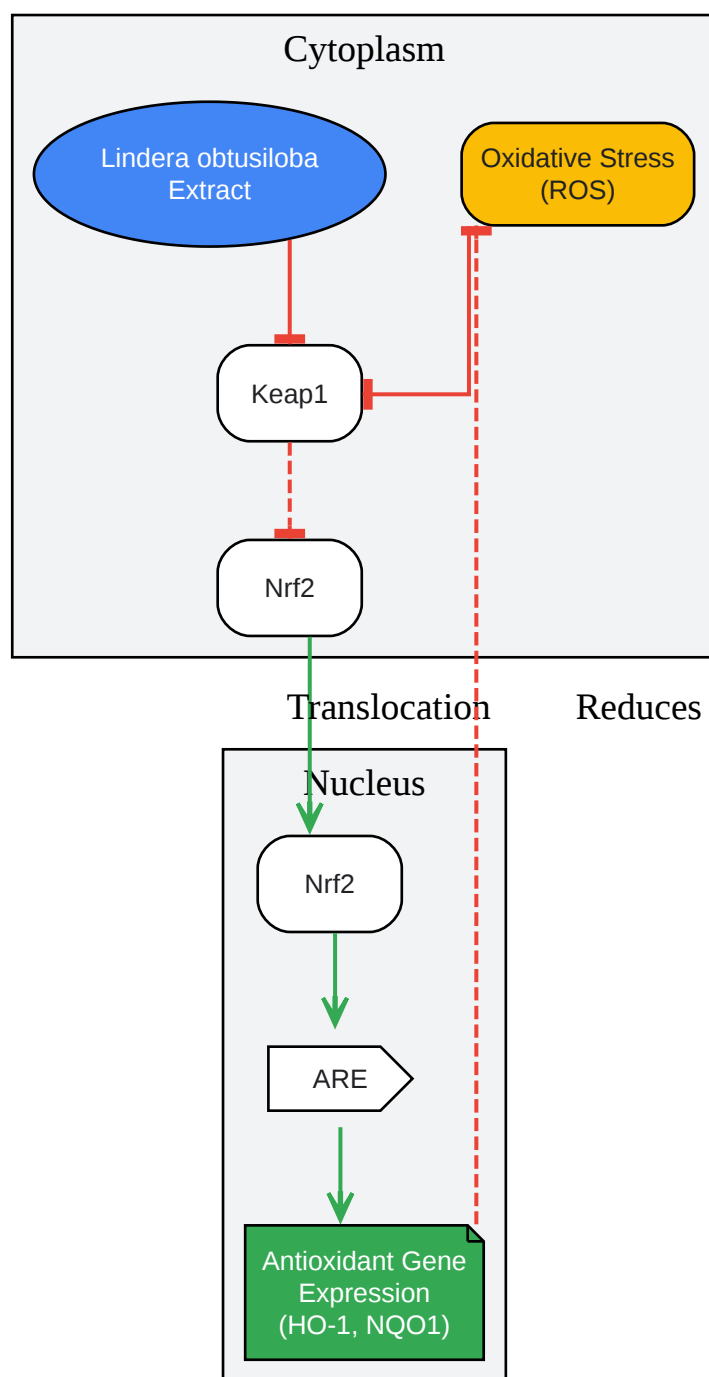 Cytoplasm
Lindera obtusiloba
Extract
Oxidative Stress
(ROS)
Keap1
Nrf2
Translocation
Reduces
Nucleus
Nrf2
ARE
Antioxidant Gene
Expression
(HO-1, NQO1)